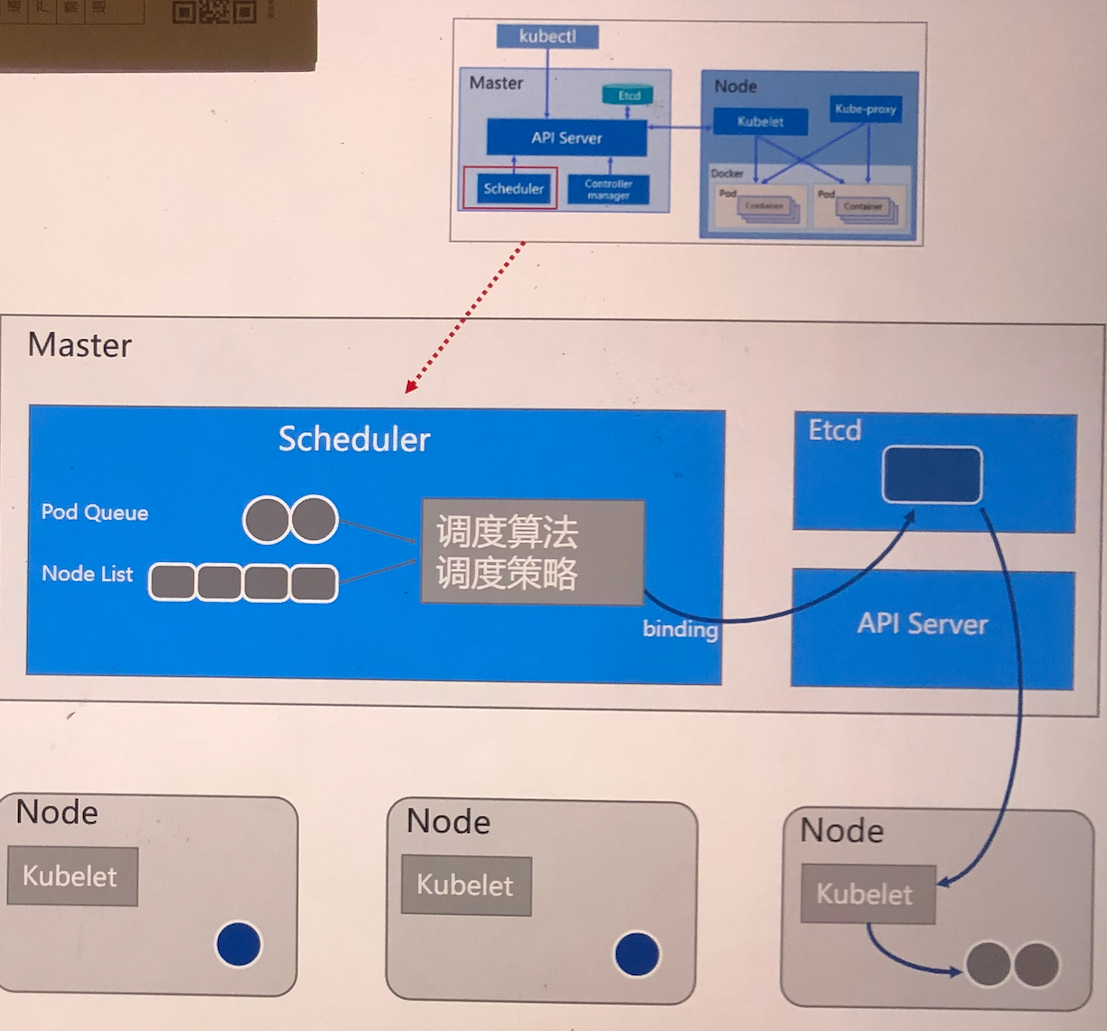 kubectl
Master
Etcd
API Server
Scheduler
Controller
manager
Node
Kubelet
Kube-proxy
Docker
Pod
Container
Pod
Container
Master
Scheduler
Pod Queue
Node List
调度算法
调度策略
binding
Etcd
API Server
Node
Kubelet
Node
Kubelet
Node
Kubelet